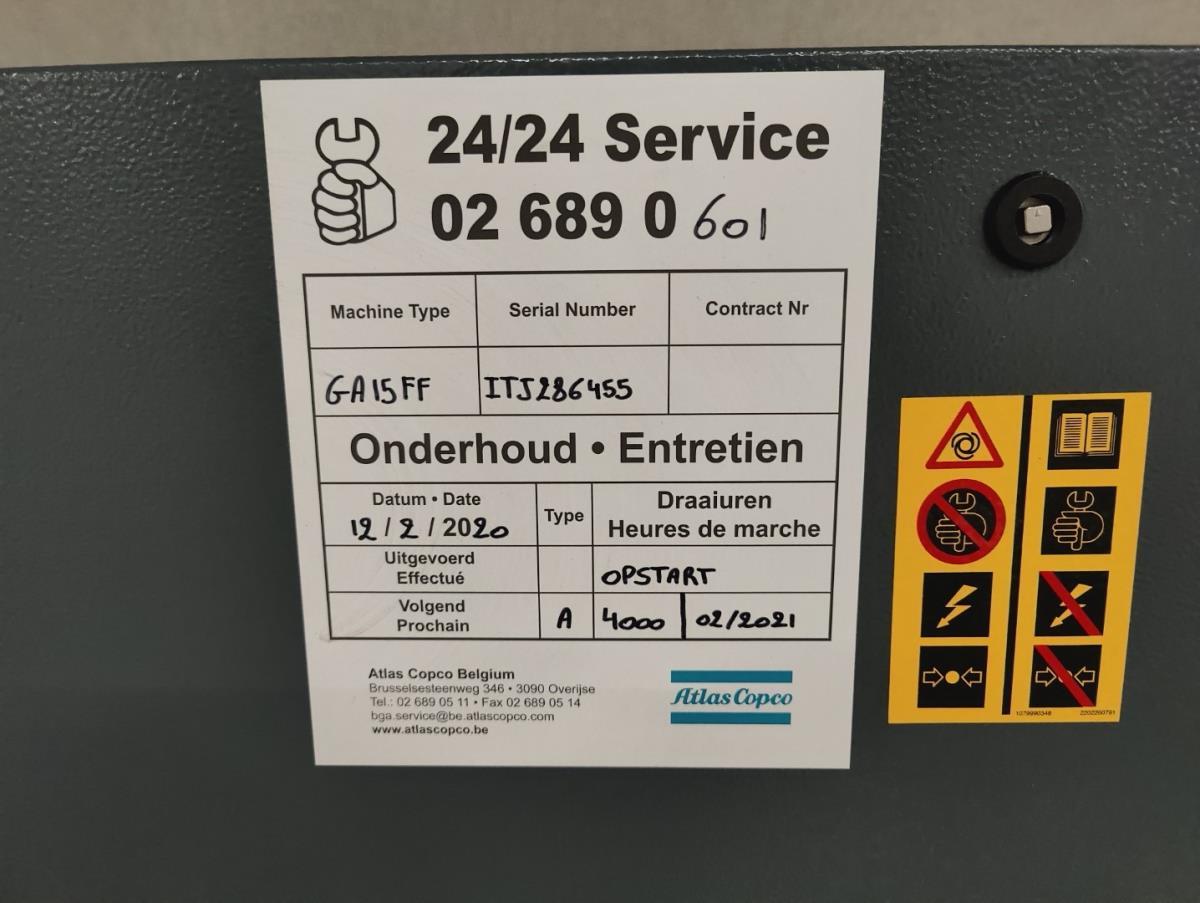 24/24 Service
02 689 0 601
Machine Type Serial Number Contract Nr
GA15FF ITJ286455
Onderhoud • Entretien
Datum • Date
12 / 2 / 2020
Type
Draaiuren
Heures de marche
Uitgevoerd
Effectué
OPSTART
Volgend
Prochain
A 4000 02/2021
Atlas Copco Belgium
Brusselsesteenweg 346 • 3090 Overijse
Tel.: 02 689 05 11 • Fax 02 689 05 14
bga.service@be.atlascopco.com
www.atlascopco.be
Atlas Copco
1079990348 2202260791